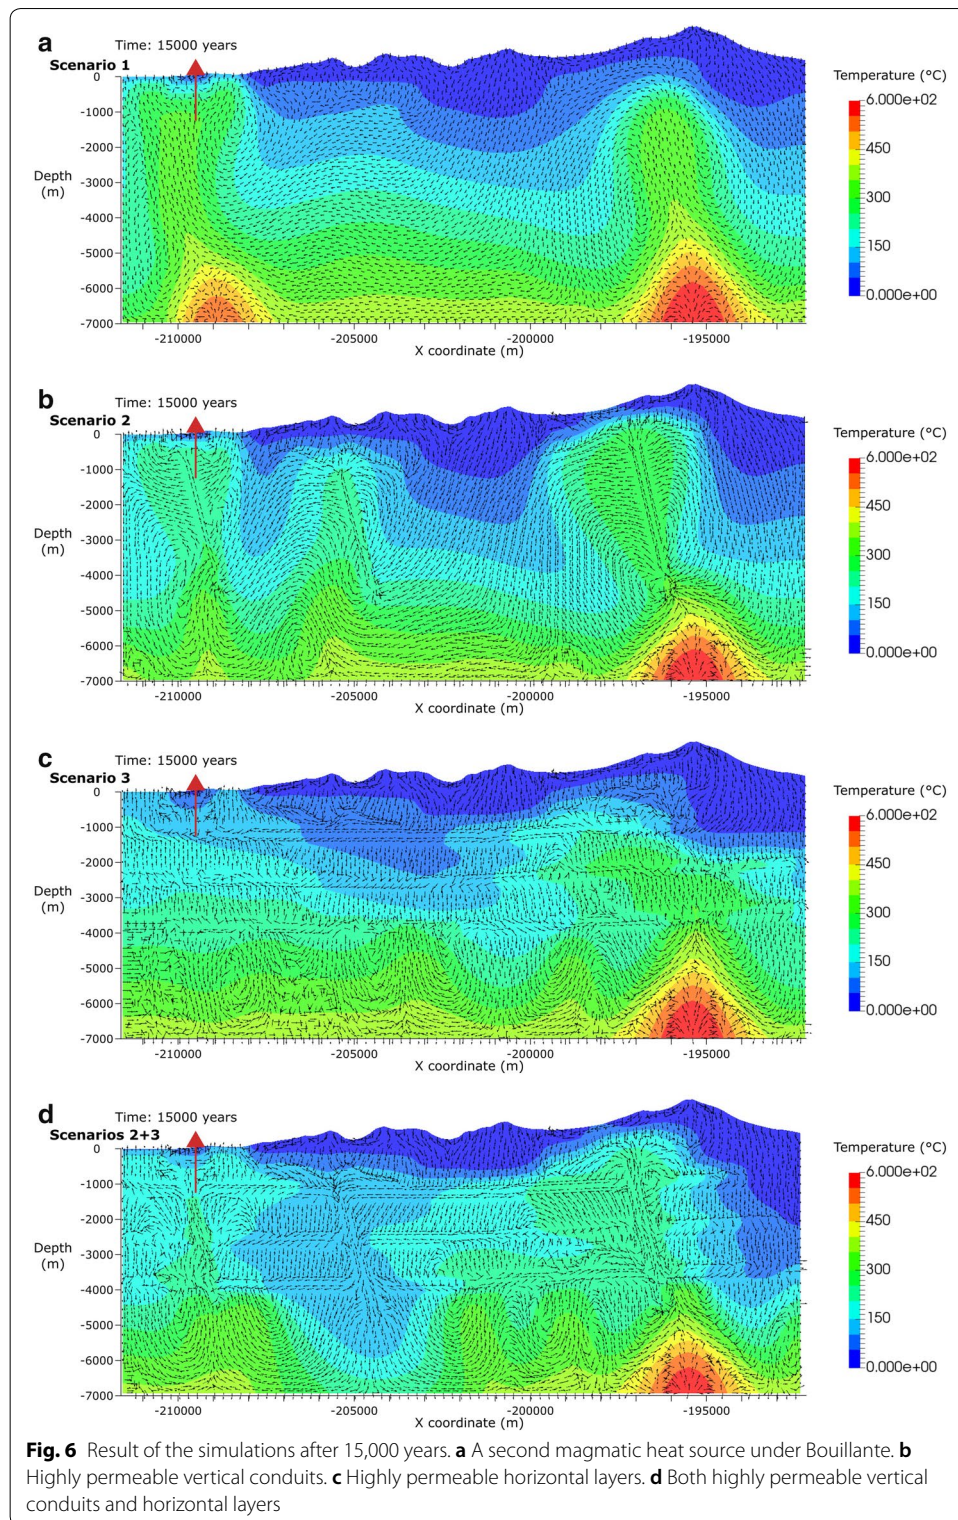 a
Time: 15000 years
Scenario 1
0
-1000
-2000
-3000
-4000
-5000
-6000
-7000
Depth
(m)
-210000
-205000
-200000
-195000
X coordinate (m)
Temperature (°C)
6.000e+02
450
300
150
0.000e+00
b
Time: 15000 years
Scenario 2
0
-1000
-2000
-3000
-4000
-5000
-6000
-7000
Depth
(m)
-210000
-205000
-200000
-195000
X coordinate (m)
Temperature (°C)
6.000e+02
450
300
150
0.000e+00
c
Time: 15000 years
Scenario 3
0
-1000
-2000
-3000
-4000
-5000
-6000
-7000
Depth
(m)
-210000
-205000
-200000
-195000
X coordinate (m)
Temperature (°C)
6.000e+02
450
300
150
0.000e+00
d
Time: 15000 years
Scenarios 2+3
0
-1000
-2000
-3000
-4000
-5000
-6000
-7000
Depth
(m)
-210000
-205000
-200000
-195000
X coordinate (m)
Temperature (°C)
6.000e+02
450
300
150
0.000e+00
Fig. 6 Result of the simulations after 15,000 years. a A second magmatic heat source under Bouillante. b
Highly permeable vertical conduits. c Highly permeable horizontal layers. d Both highly permeable vertical
conduits and horizontal layers